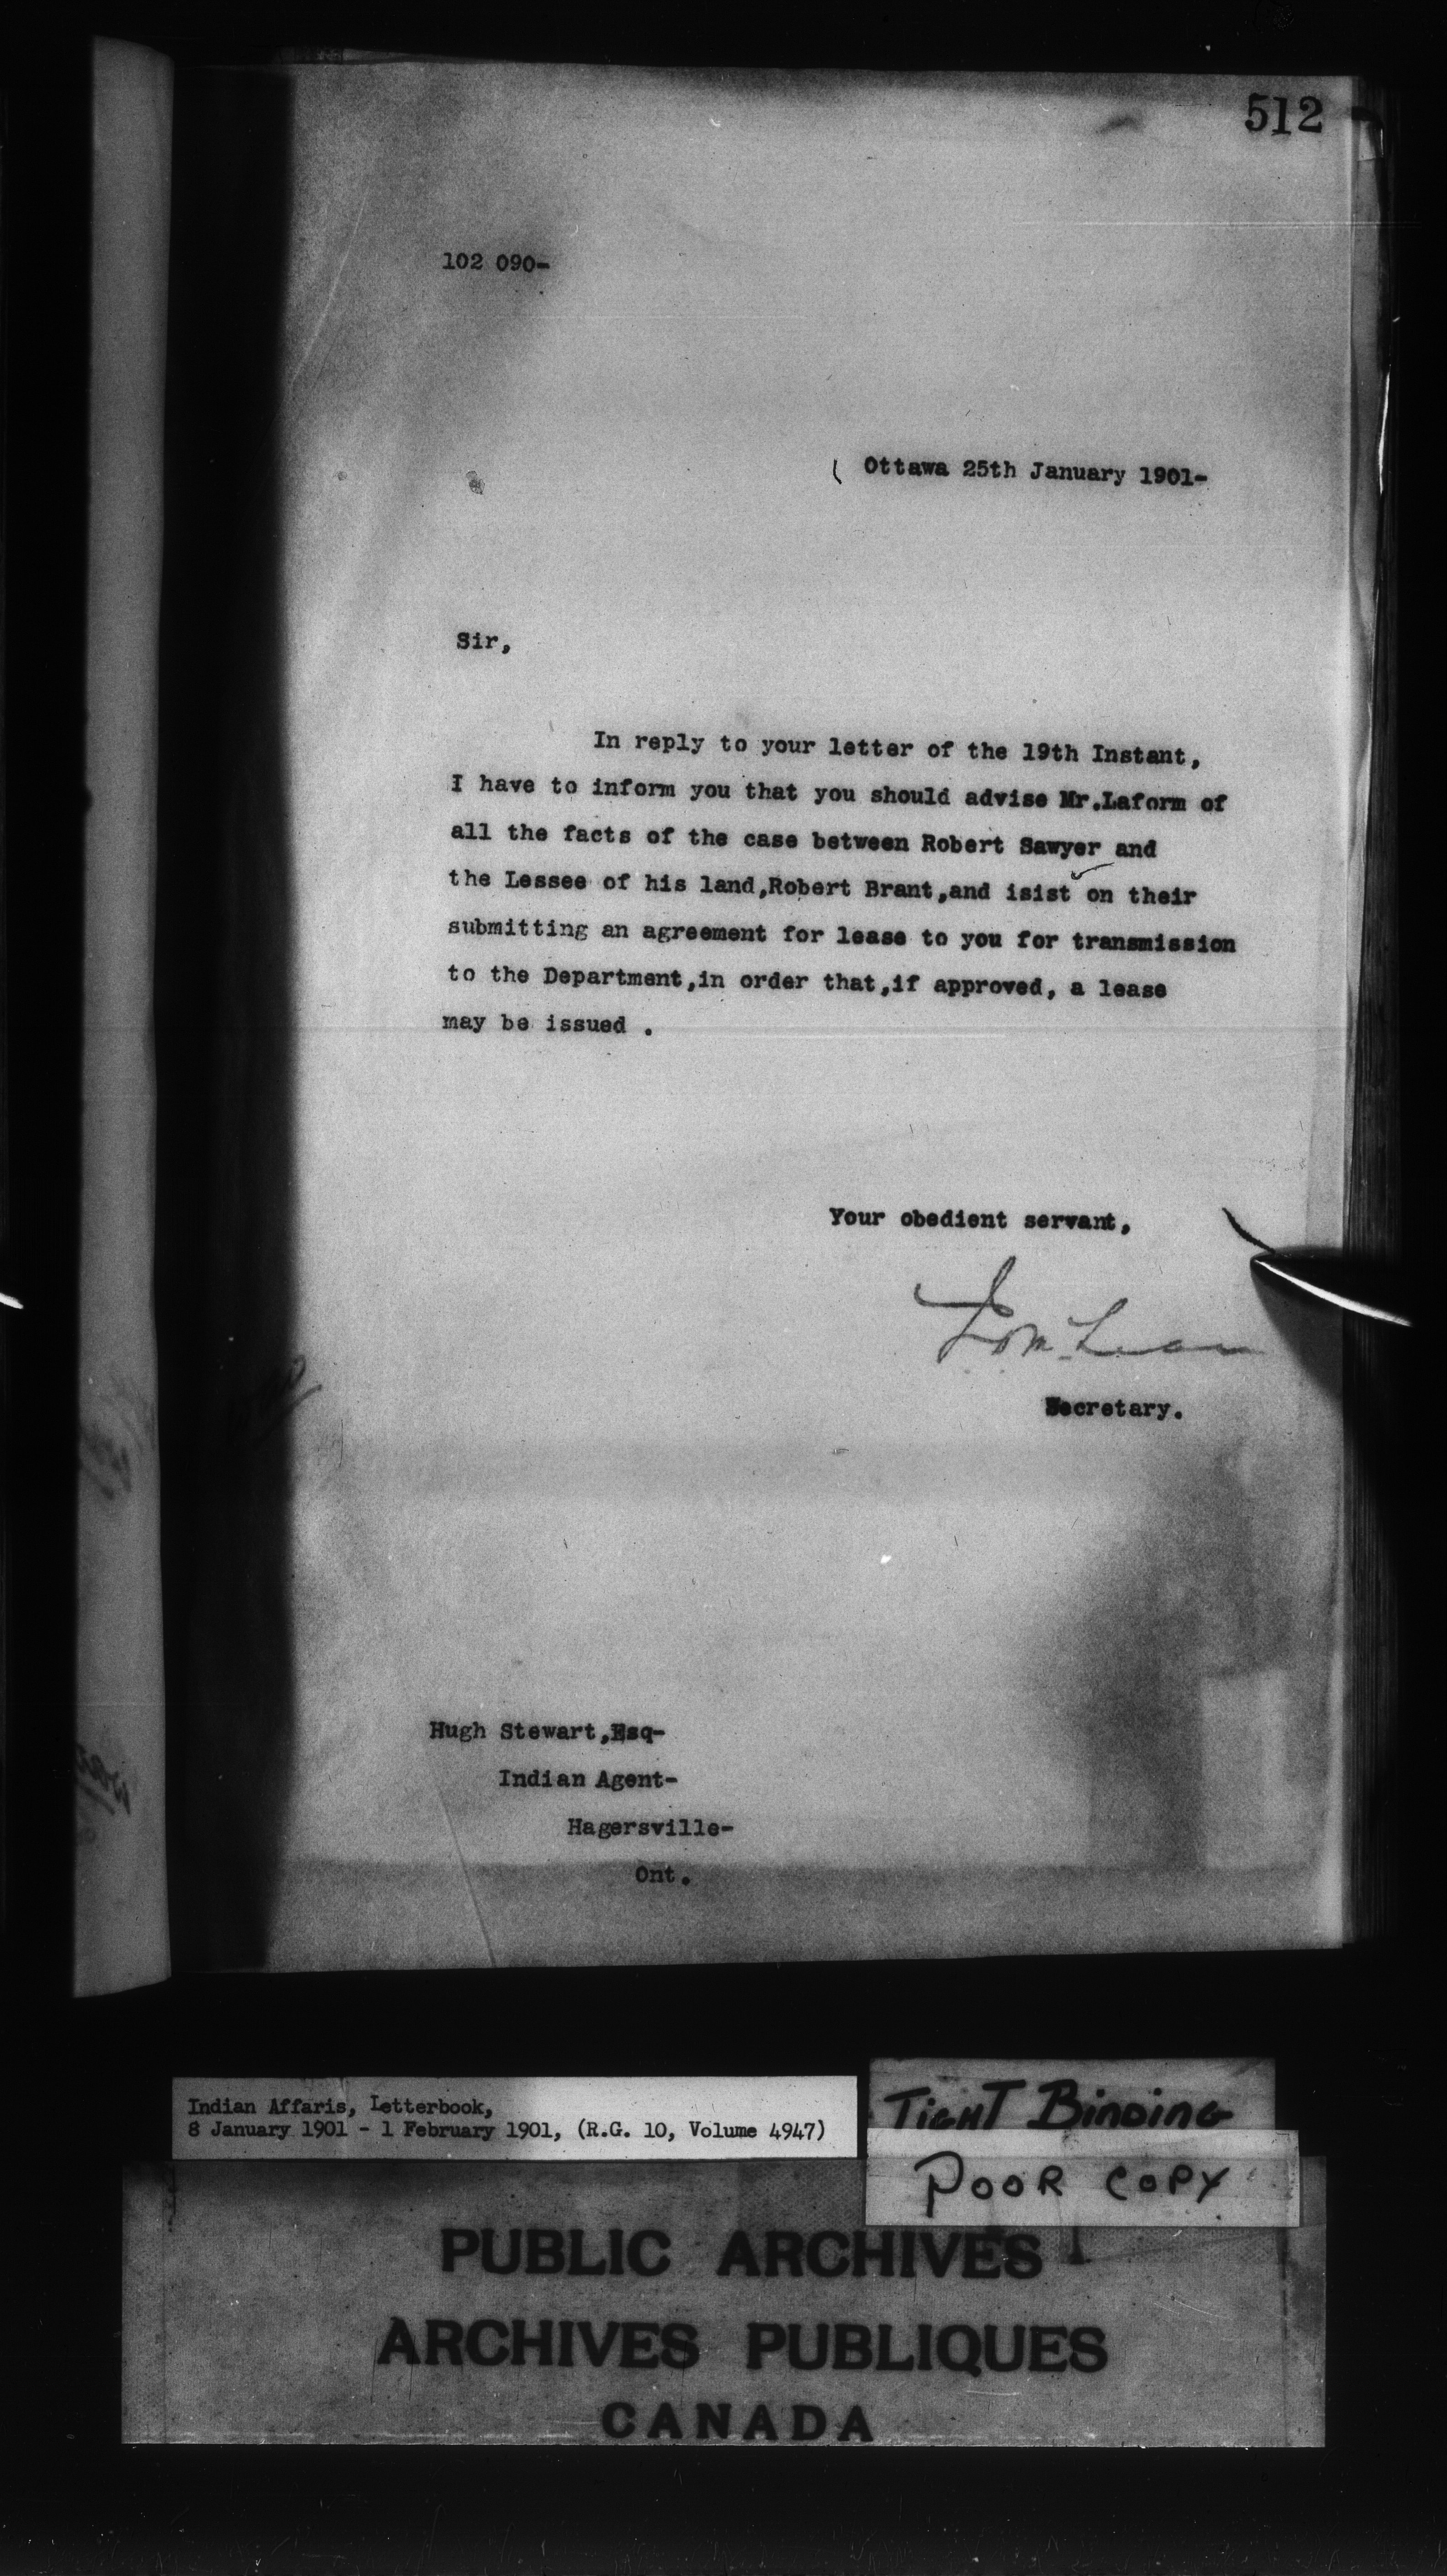 512
102 090-
Ottawa 25th January 1901-
Sir,
In reply to your letter of the 19th Instant,
I have to inform you that you should advise Mr.Laform of
all the facts of the case between Robert Sawyer and
the Lessee of his land,Robert Brant,and isist on their
submitting an agreement for lease to you for transmission
to the Department,in order that,if approved, a lease
may be issued .
Your obedient servant,
Secretary.
Hugh Stewart,Esq-
Indian Agent-
Hagersville-
Ont.
Indian Affaris, Letterbook,
8 January 1901 - 1 February 1901, (R.G. 10, Volume 4947)
TIGHT BINDING
POOR COPY
PUBLIC ARCHIVES
ARCHIVES PUBLIQUES
CANADA